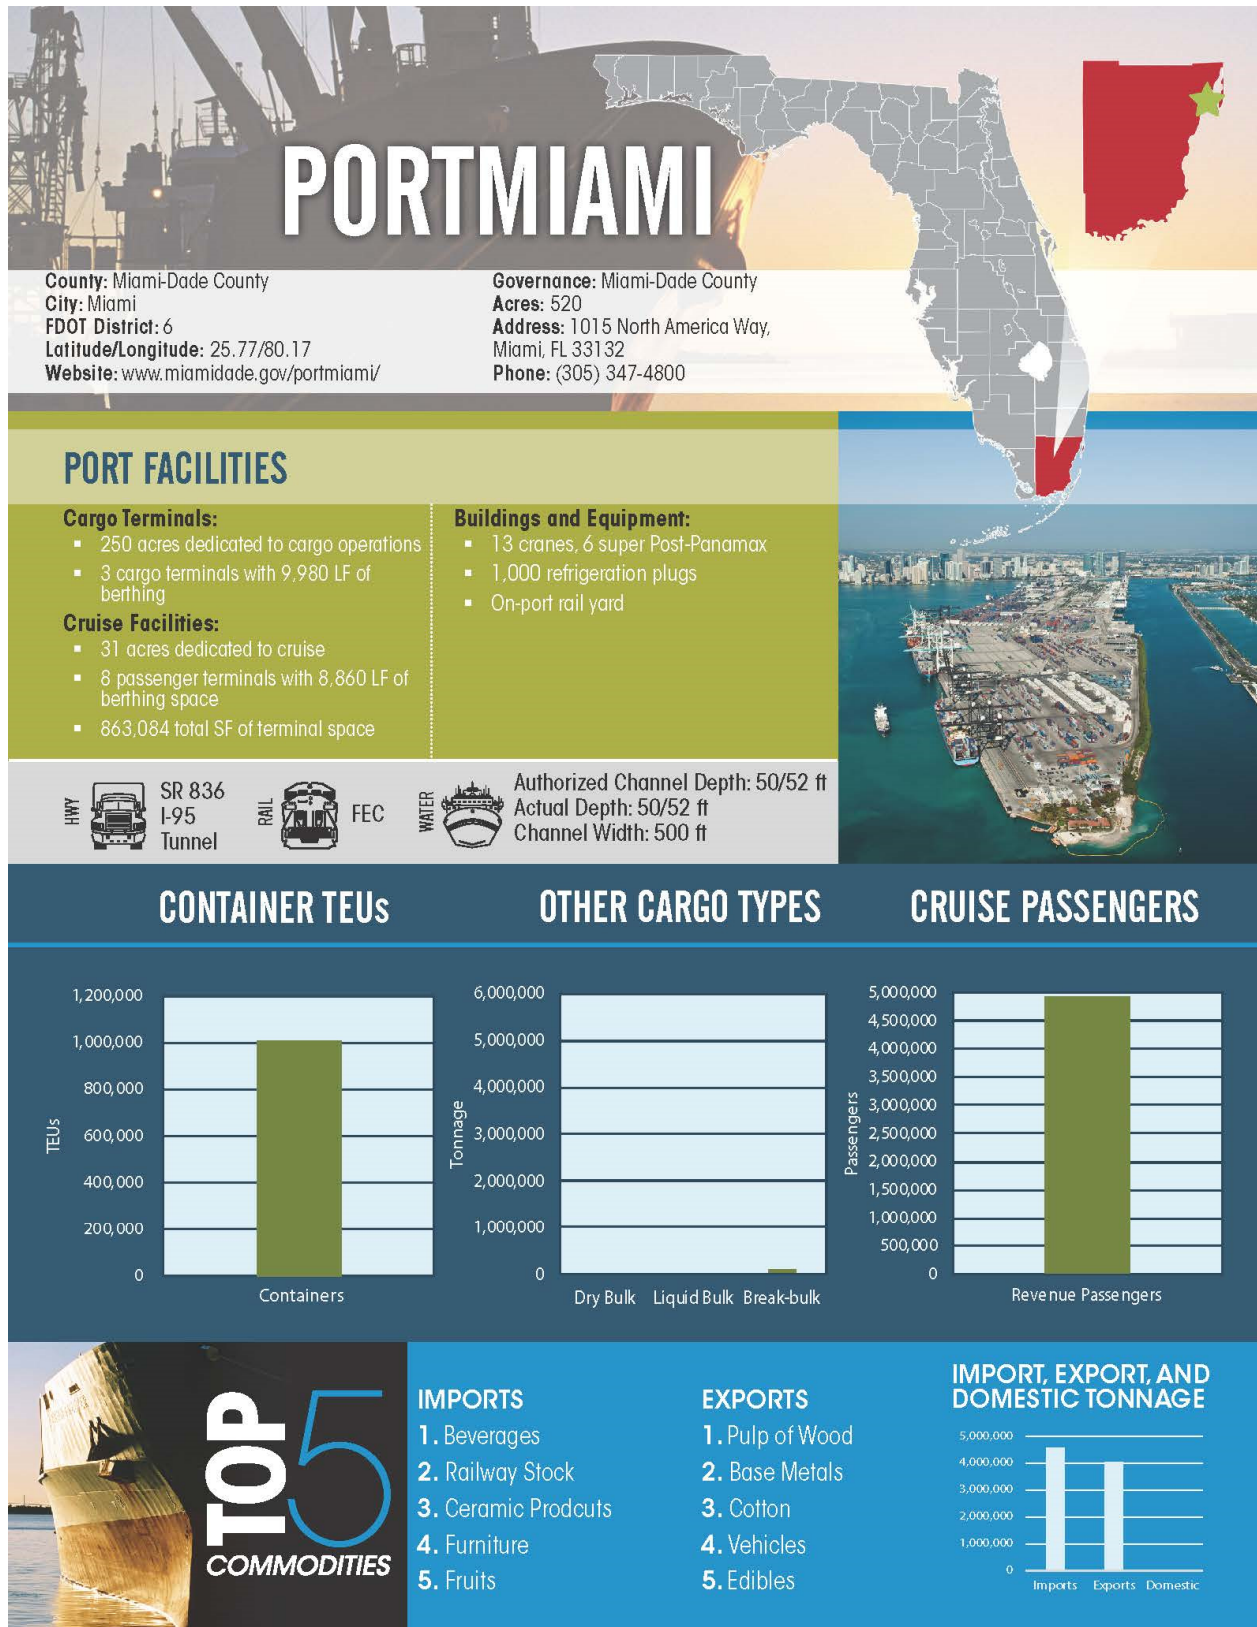 PORTMIAMI
County: Miami-Dade County
City: Miami
FDOT District: 6
Latitude/Longitude: 25.77/80.17
Website: www.miamidade.gov/portmiami/
Governance: Miami-Dade County
Acres: 520
Address: 1015 North America Way,
Miami, FL 33132
Phone: (305) 347-4800
PORT FACILITIES
Cargo Terminals:
▪ 250 acres dedicated to cargo operations
▪ 3 cargo terminals with 9,980 LF of
berthing
Cruise Facilities:
▪ 31 acres dedicated to cruise
▪ 8 passenger terminals with 8,860 LF of
berthing space
▪ 863,084 total SF of terminal space
Buildings and Equipment:
▪ 13 cranes, 6 super Post-Panamax
▪ 1,000 refrigeration plugs
▪ On-port rail yard
HWY
SR 836
I-95
Tunnel
RAIL
FEC
WATER
Authorized Channel Depth: 50/52 ft
Actual Depth: 50/52 ft
Channel Width: 500 ft
CONTAINER TEUs
TEUs
1,200,000
1,000,000
800,000
600,000
400,000
200,000
0
Containers
OTHER CARGO TYPES
Tonnage
6,000,000
5,000,000
4,000,000
3,000,000
2,000,000
1,000,000
0
Dry Bulk Liquid Bulk Break-bulk
CRUISE PASSENGERS
Passengers
5,000,000
4,500,000
4,000,000
3,500,000
3,000,000
2,500,000
2,000,000
1,500,000
1,000,000
500,000
0
Revenue Passengers
TOP 5
COMMODITIES
IMPORTS
1. Beverages
2. Railway Stock
3. Ceramic Prodcuts
4. Furniture
5. Fruits
EXPORTS
1. Pulp of Wood
2. Base Metals
3. Cotton
4. Vehicles
5. Edibles
IMPORT, EXPORT, AND
DOMESTIC TONNAGE
5,000,000
4,000,000
3,000,000
2,000,000
1,000,000
0
Imports Exports Domestic